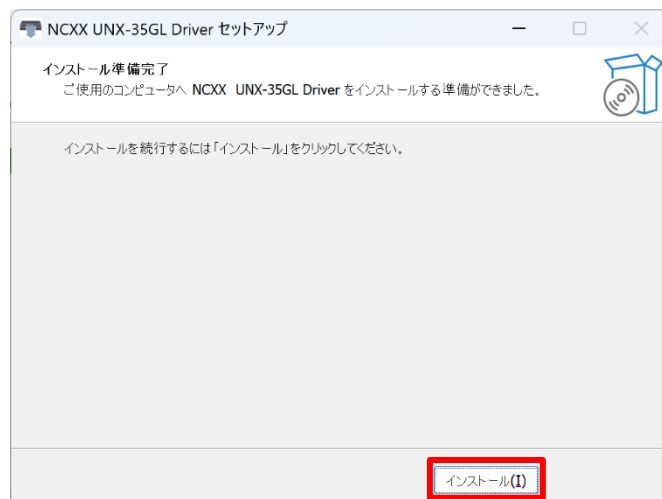 NCXX UNX-35GL Driver セットアップ
インストール準備完了
ご使用のコンピュータへ NCXX UNX-35GL Driver をインストールする準備ができました。
インストールを続行するには「インストール」をクリックしてください。
インストール(I)